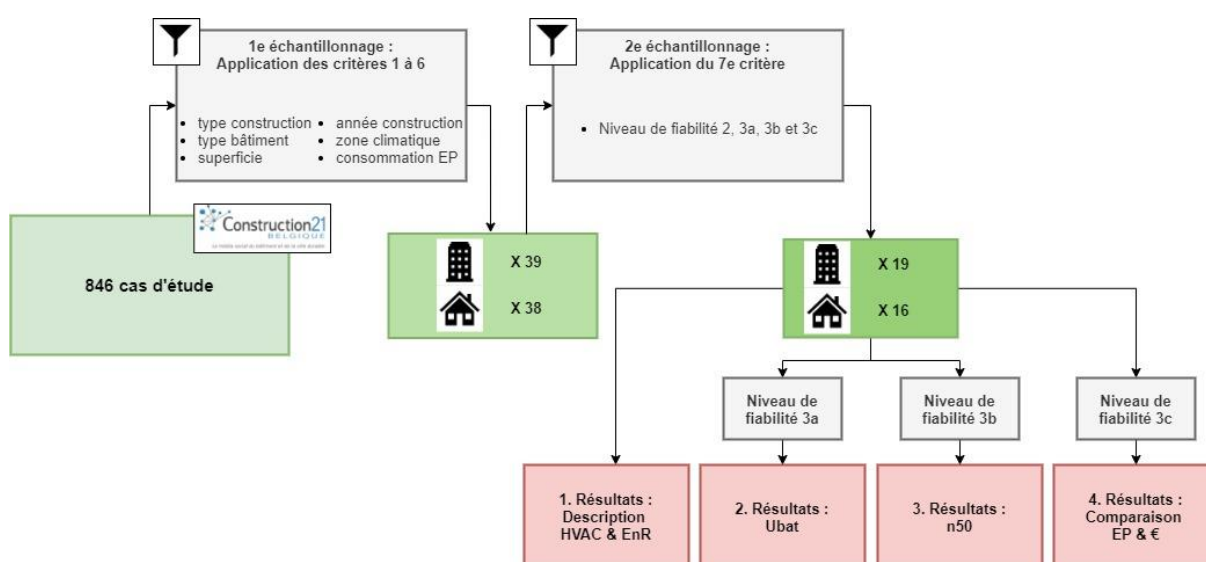 1e échantillonnage :
Application des critères 1 à 6
• type construction
• type bâtiment
• superficie
• année construction
• zone climatique
• consommation EP
2e échantillonnage :
Application du 7e critère
• Niveau de fiabilité 2, 3a, 3b et 3c
Construction21
BELGIQUE
846 cas d'étude
X 39
X 38
X 19
X 16
Niveau de
fiabilité 3a
Niveau de
fiabilité 3b
Niveau de
fiabilité 3c
1. Résultats :
Description
HVAC & EnR
2. Résultats :
Ubat
3. Résultats :
n50
4. Résultats :
Comparaison
EP & €